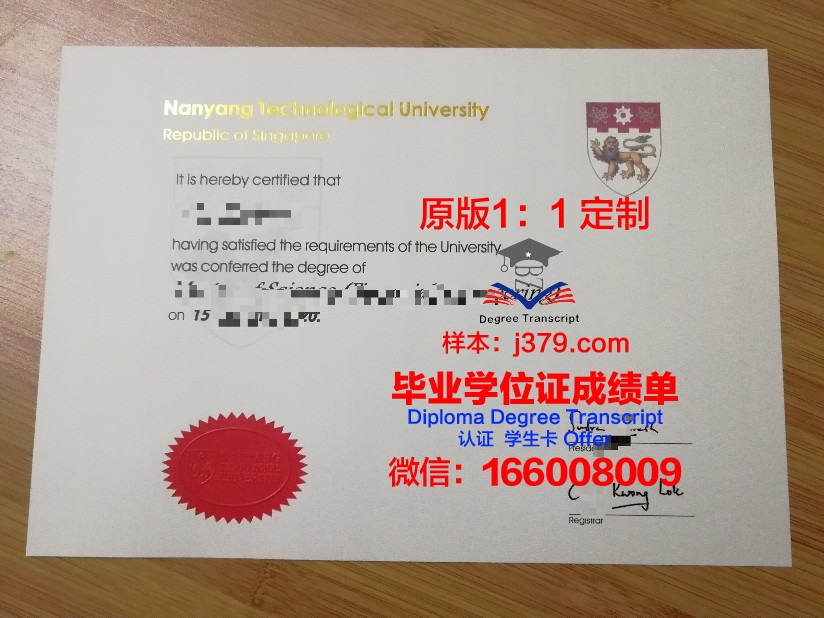 Nanyang Technological University
Republic of Singapore
It is hereby certified that
原版1：1 定制
having satisfied the requirements of the University
was conferred the degree of
Degree Transcript
on 15
样本：j379.com
毕业学位证成绩单
Diploma Degree Transcript
认证 学生卡 Offer
微信：166008009
Kwong Lok
Registrar